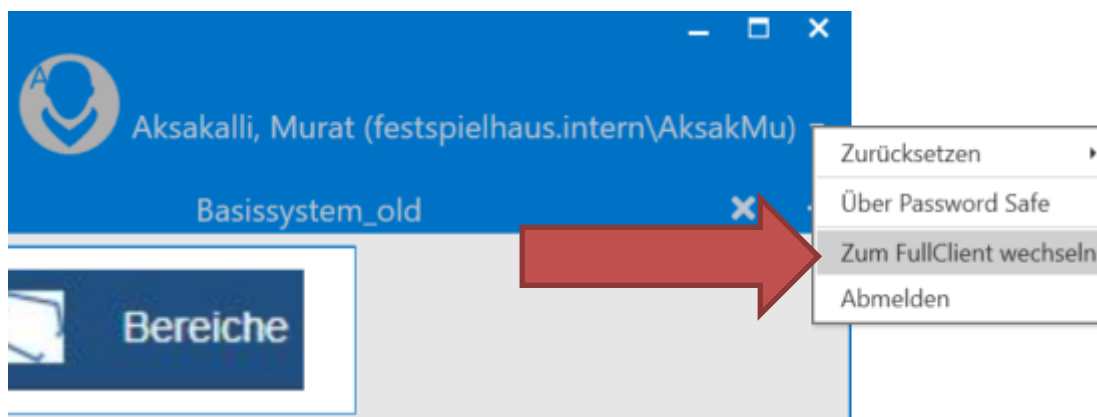 A
Aksakalli, Murat (festspielhaus.intern\AksakMu)
Basissystem_old
Bereiche
Zurücksetzen
Über Password Safe
Zum FullClient wechseln
Abmelden